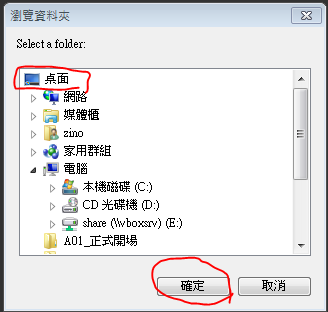 瀏覽資料夾
Select a folder:
桌面
網路
媒體櫃
zino
家用群組
電腦
本機磁碟 (C:)
CD 光碟機 (D:)
share (\\vboxsrv) (E:)
A01_正式開場
確定
取消